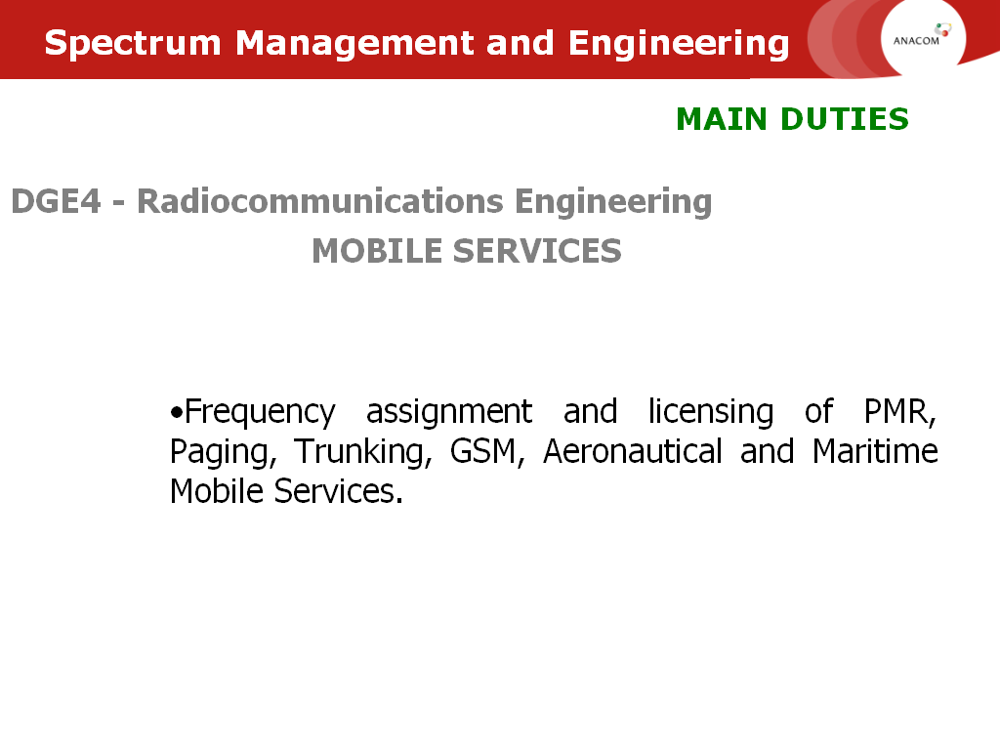 Spectrum Management and Engineering
ANACOM
MAIN DUTIES
DGE4 - Radiocommunications Engineering
MOBILE SERVICES
•Frequency assignment and licensing of PMR,
Paging, Trunking, GSM, Aeronautical and Maritime
Mobile Services.